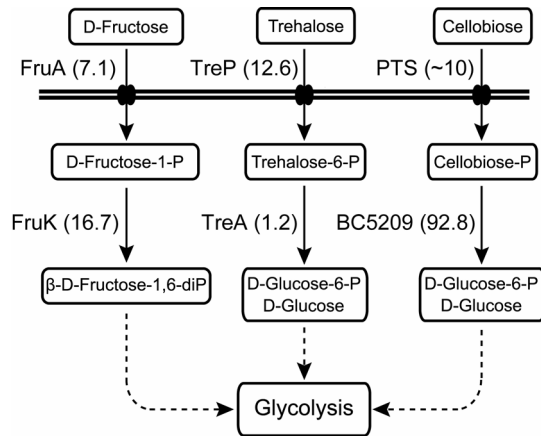 D-Fructose
Trehalose
Cellobiose
FruA (7.1)
TreP (12.6)
PTS (~10)
D-Fructose-1-P
Trehalose-6-P
Cellobiose-P
FruK (16.7)
TreA (1.2)
BC5209 (92.8)
β-D-Fructose-1,6-diP
D-Glucose-6-P
D-Glucose
D-Glucose-6-P
D-Glucose
Glycolysis